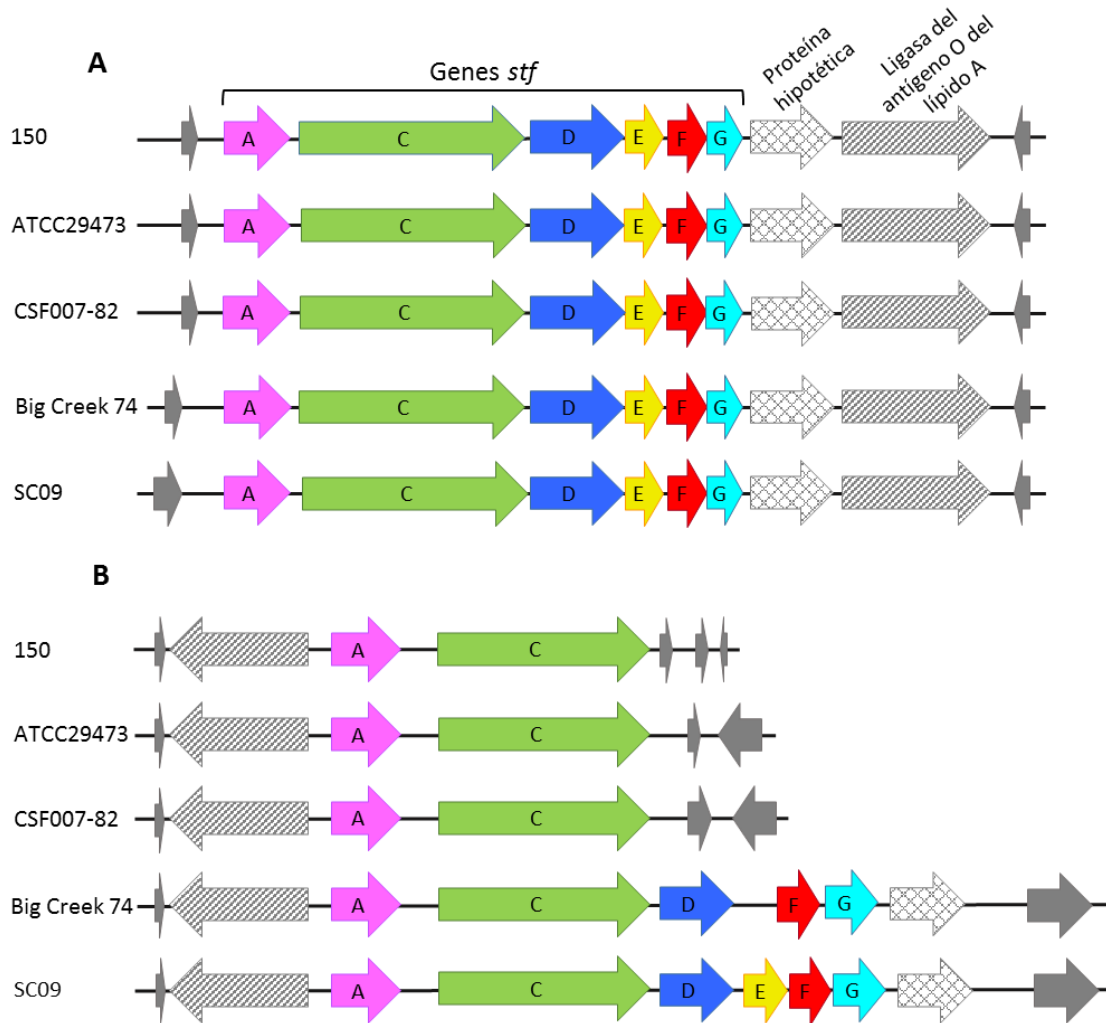 A
Genes stf
Proteína
hipotética
Ligasa del
antígeno O del
lípido A
150
A C D E F G
ATCC29473
A C D E F G
CSF007-82
A C D E F G
Big Creek 74
A C D E F G
SC09
A C D E F G
B
150
A C
ATCC29473
A C
CSF007-82
A C
Big Creek 74
A C D F G
SC09
A C D E F G